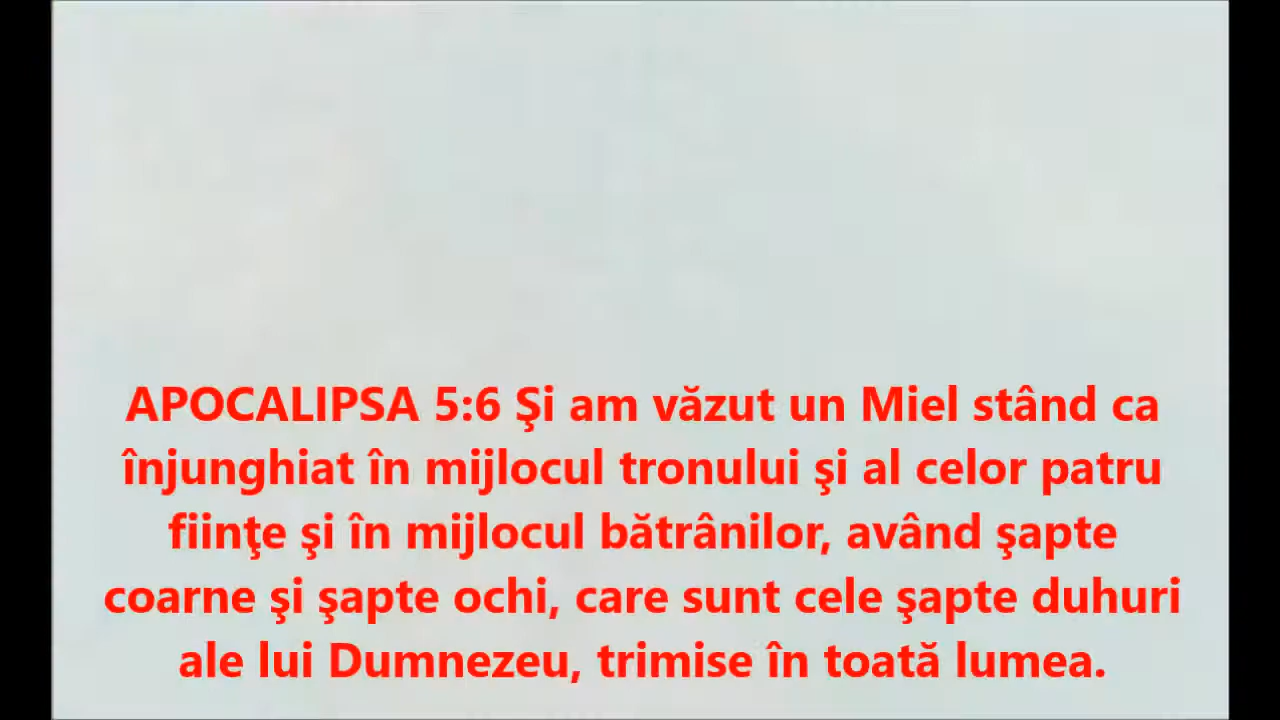 APOCALIPSA 5:6 Şi am văzut un Miel stând ca
înjunghiat în mijlocul tronului şi al celor patru
fiinţe şi în mijlocul bătrânilor, având şapte
coarne şi şapte ochi, care sunt cele şapte duhuri
ale lui Dumnezeu, trimise în toată lumea.